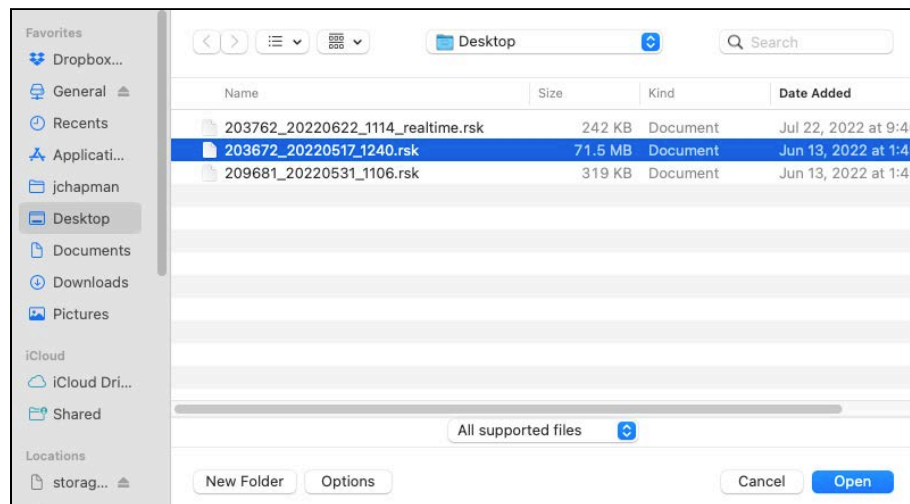 Favorites
Dropbox...
General
Recents
Applicati...
jchapman
Desktop
Documents
Downloads
Pictures
iCloud
iCloud Dri...
Shared
Locations
storag...
Desktop
Search
Name Size Kind Date Added
203762_20220622_1114_realtime.rsk 242 KB Document Jul 22, 2022 at 9:4
203672_20220517_1240.rsk 71.5 MB Document Jun 13, 2022 at 1:4
209681_20220531_1106.rsk 319 KB Document Jun 13, 2022 at 1:4
All supported files
New Folder Options Cancel Open